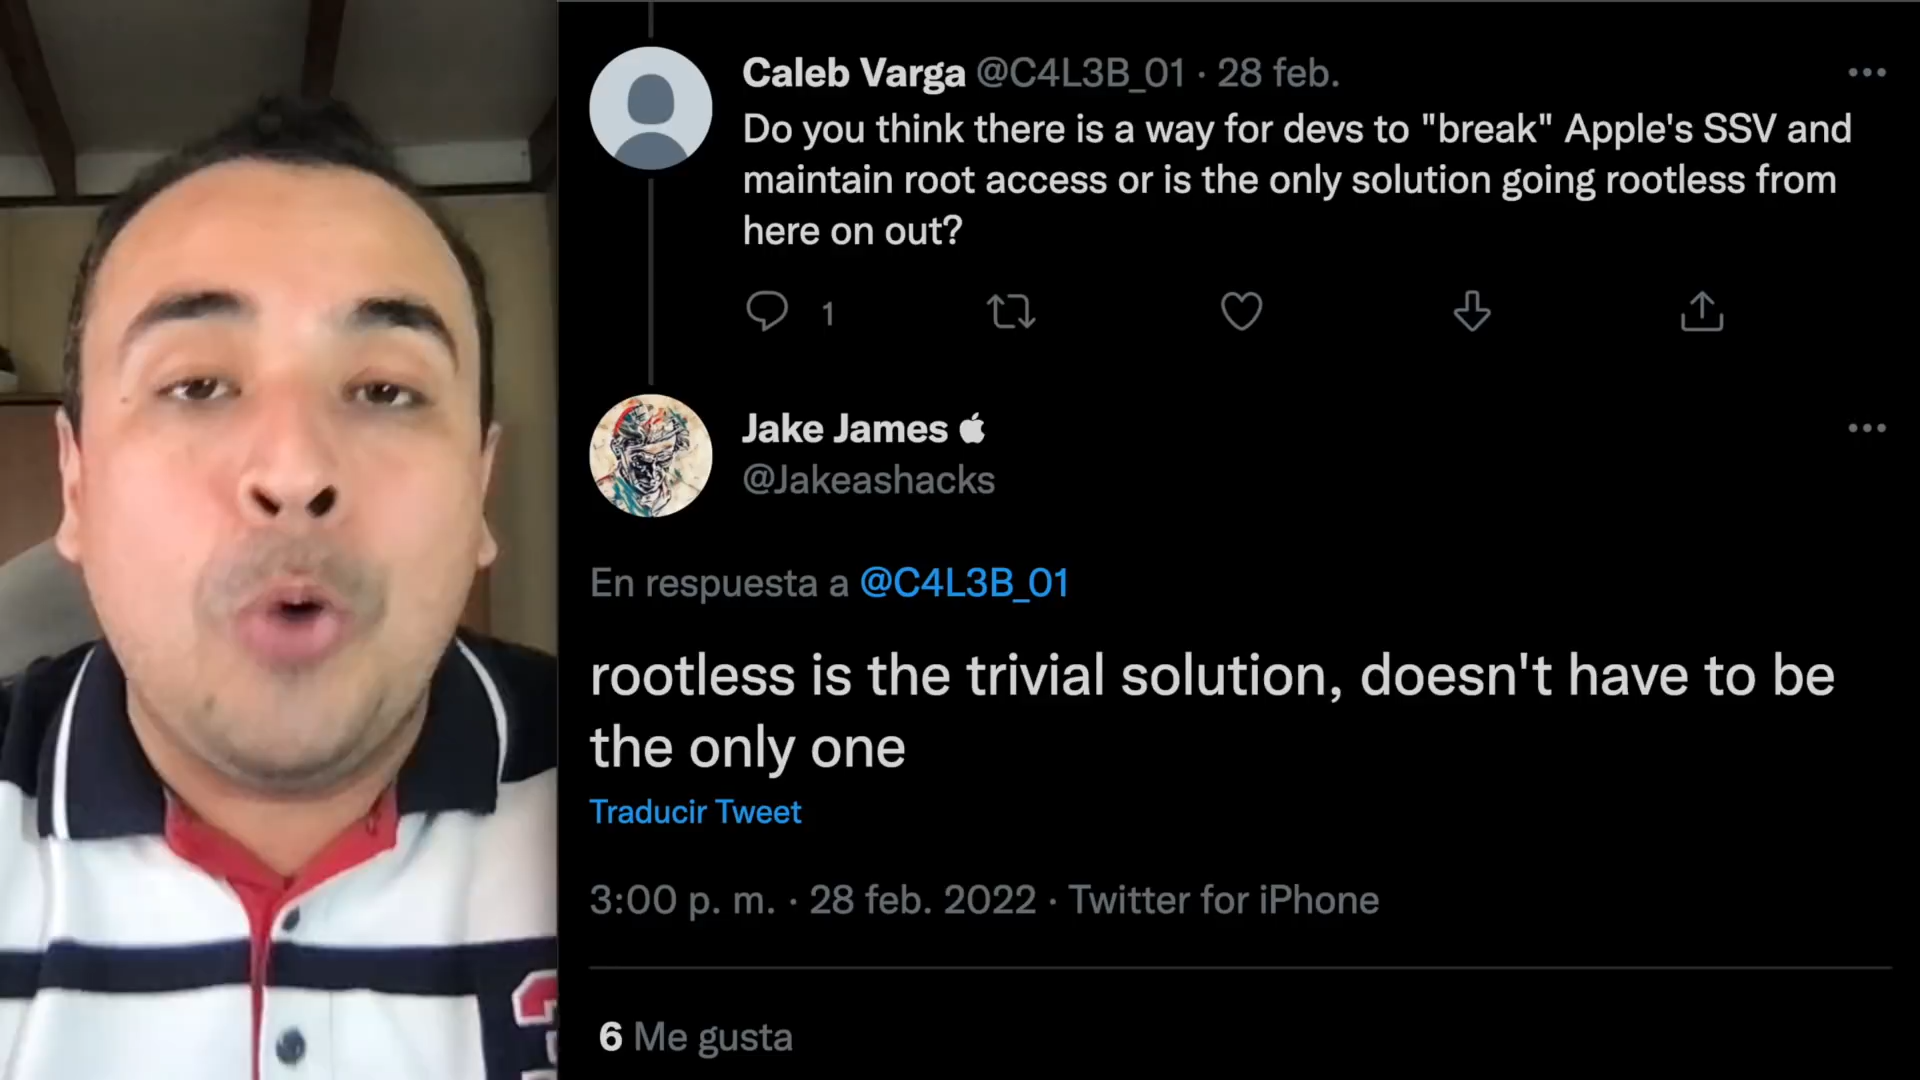 Caleb Varga @C4L3B_01 · 28 feb.
Do you think there is a way for devs to "break" Apple's SSV and
maintain root access or is the only solution going rootless from
here on out?
1
Jake James
@Jakeashacks
En respuesta a @C4L3B_01
rootless is the trivial solution, doesn't have to be
the only one
Traducir Tweet
3:00 p. m. · 28 feb. 2022 · Twitter for iPhone
6 Me gusta